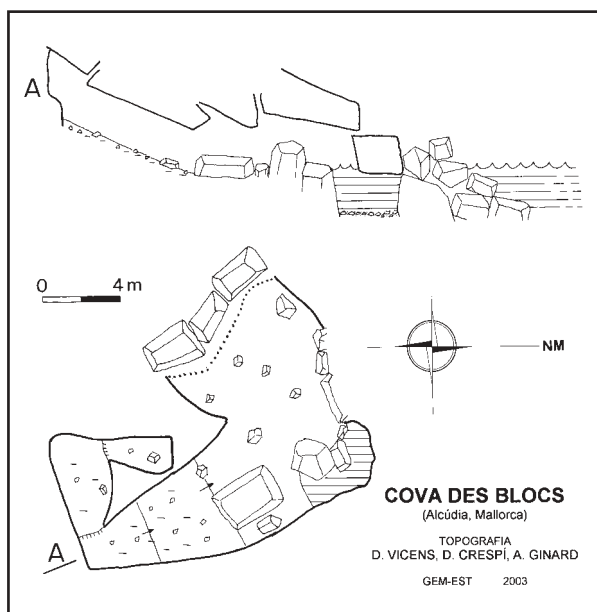 A
0 4 m
NM
A
COVA DES BLOCS
(Alcúdia, Mallorca)
TOPOGRAFIA
D. VICENS, D. CRESPÍ, A. GINARD
GEM-EST 2003